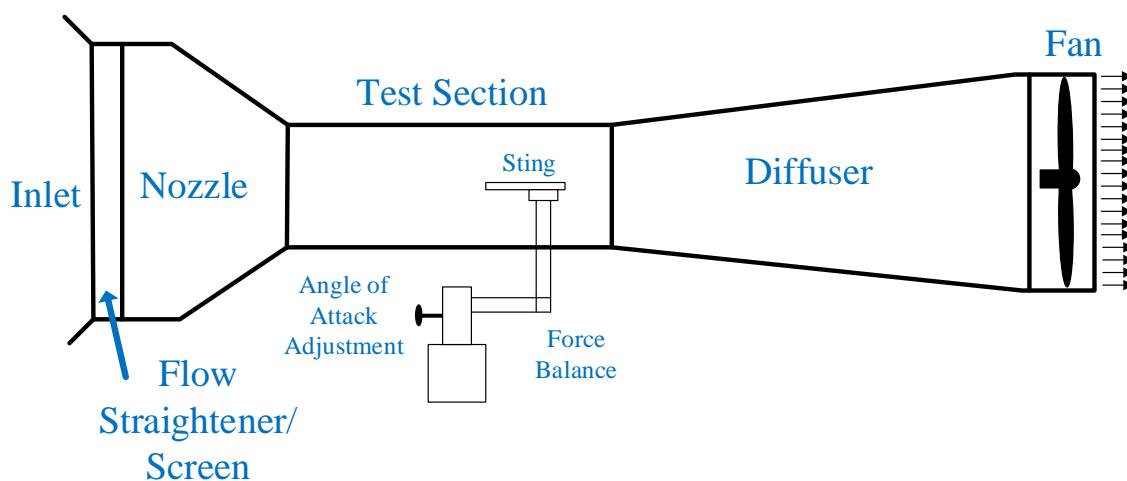 Fan
Test Section
Sting
Inlet
Nozzle
Diffuser
Angle of
Attack
Adjustment
Force
Balance
Flow
Straightener/
Screen